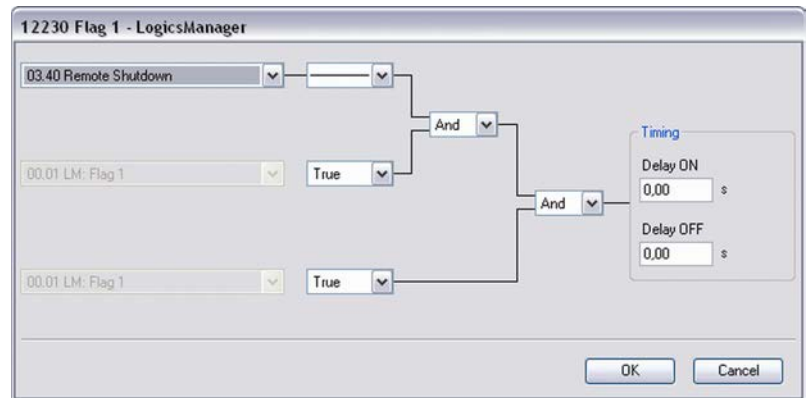 12230 Flag 1 - LogicsManager
03.40 Remote Shutdown
And
Timing
Delay ON
00.01 LM: Flag 1 True
0,00 s
And
Delay OFF
0,00 s
00.01 LM: Flag 1 True
OK Cancel